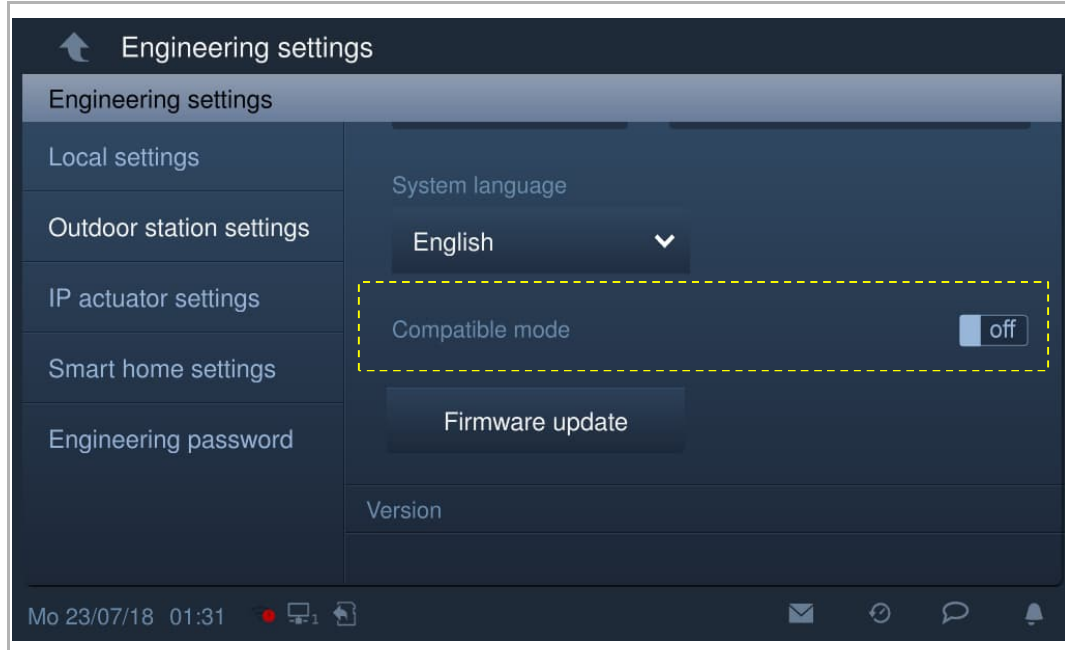 Engineering settings
Engineering settings
Local settings
Outdoor station settings
IP actuator settings
Smart home settings
Engineering password
System language
English
Compatible mode
off
Firmware update
Version
Mo 23/07/18 01:31
1